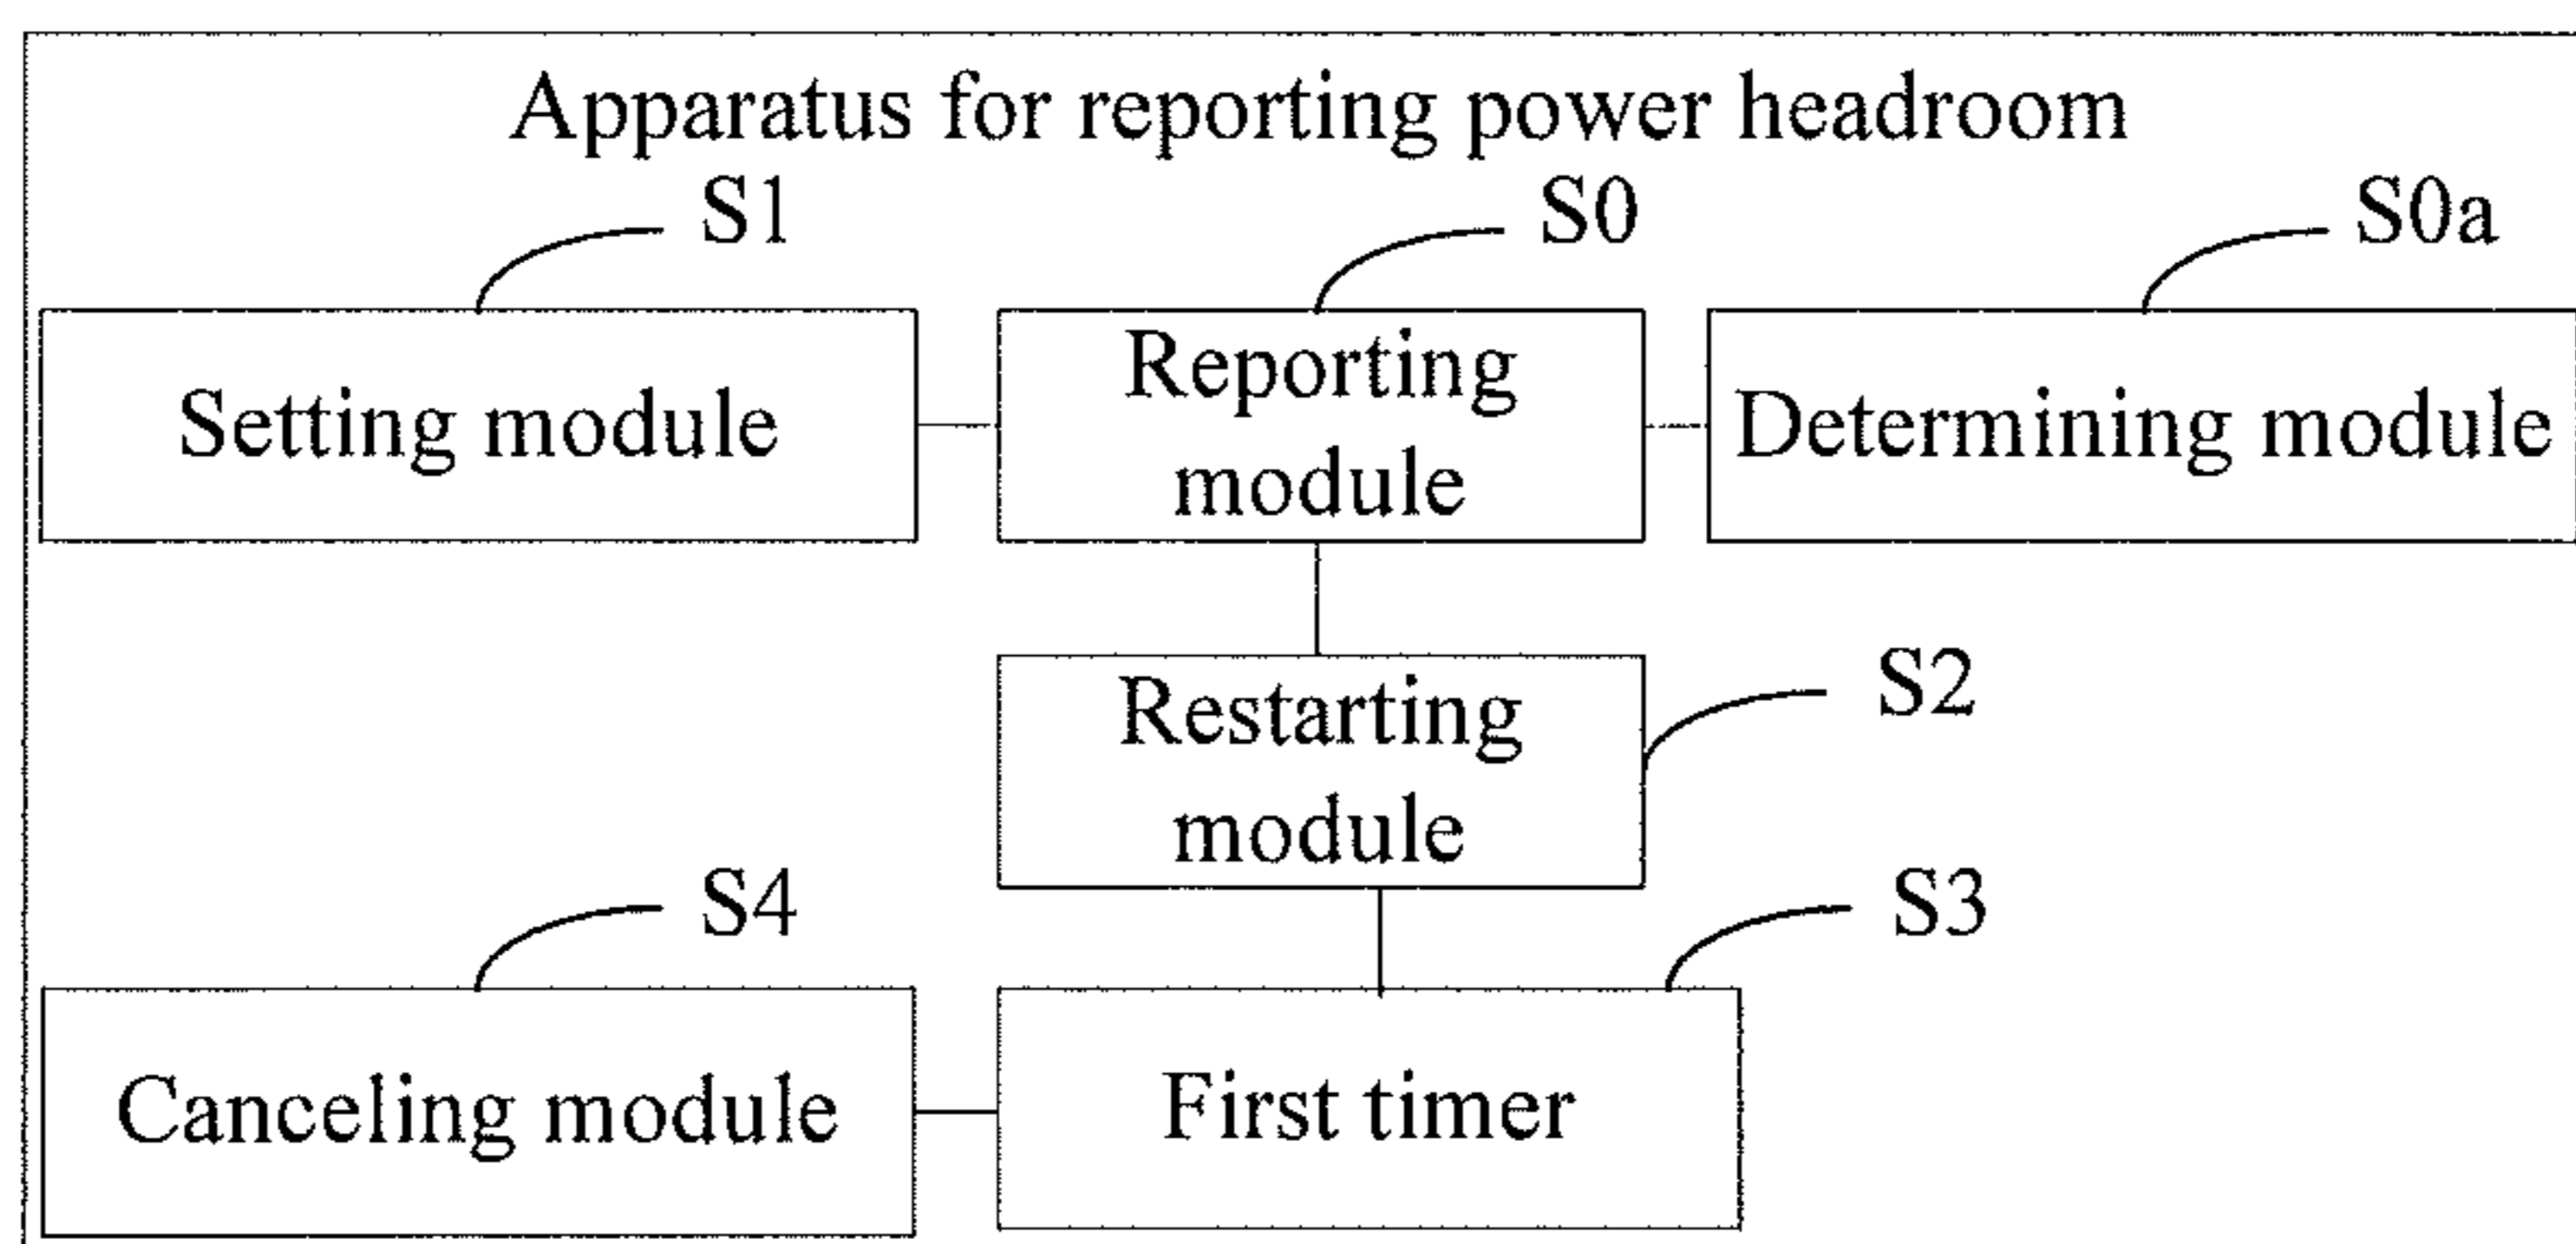 Apparatus for reporting power headroom
S1
S0
S0a
Setting module
Reporting
module
Determining module
S2
Restarting
module
S4
S3
Canceling module
First timer